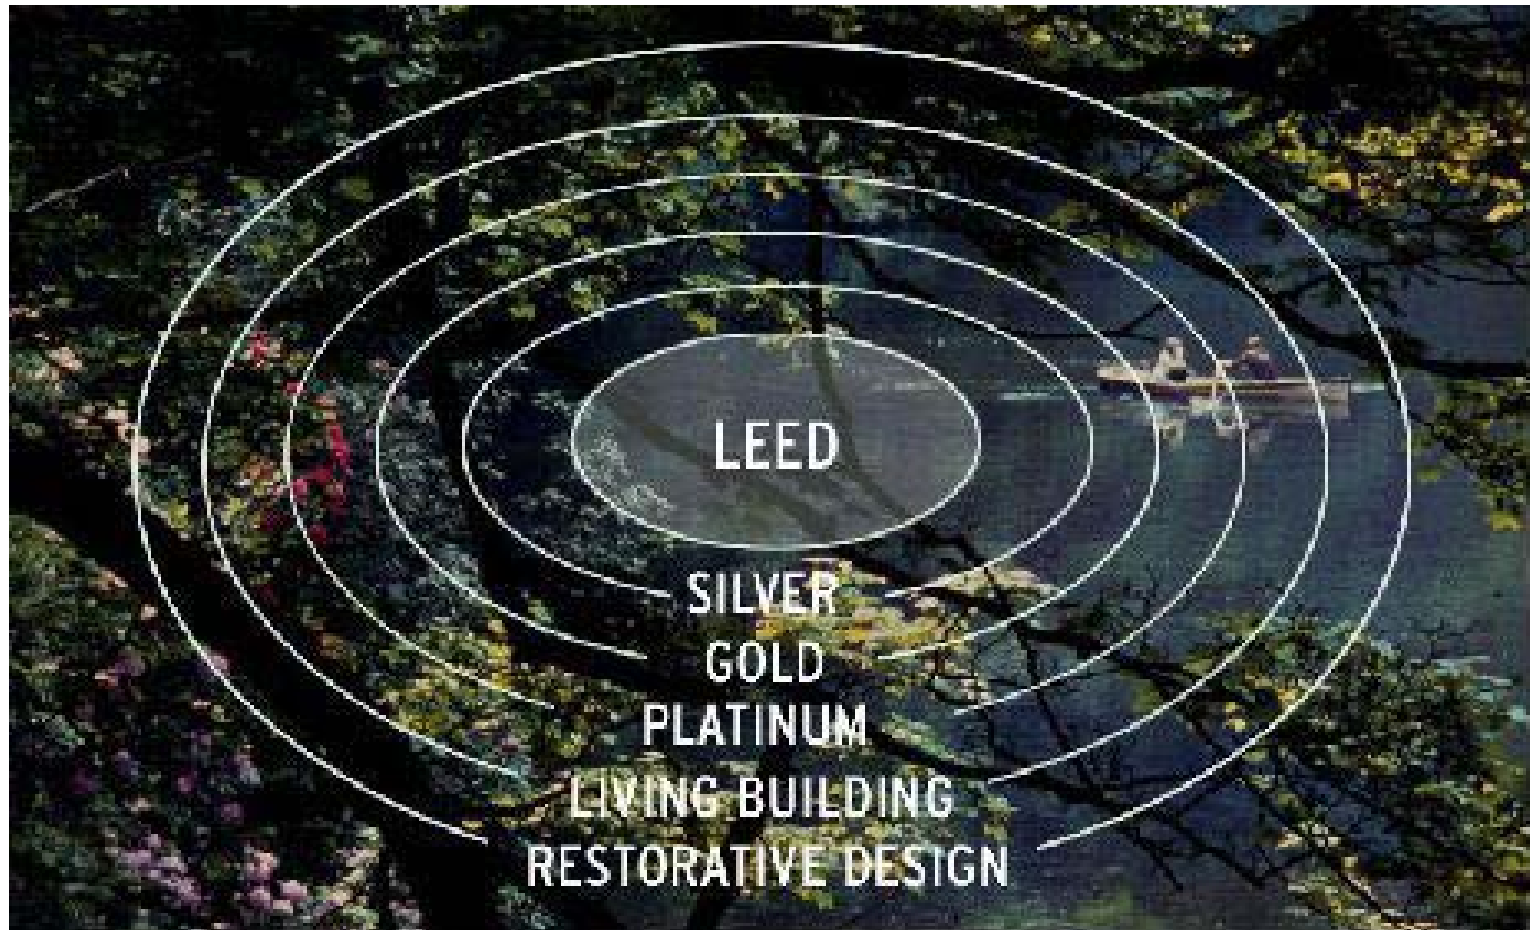 LEED
SILVER
GOLD
PLATINUM
LIVING BUILDING
RESTORATIVE DESIGN